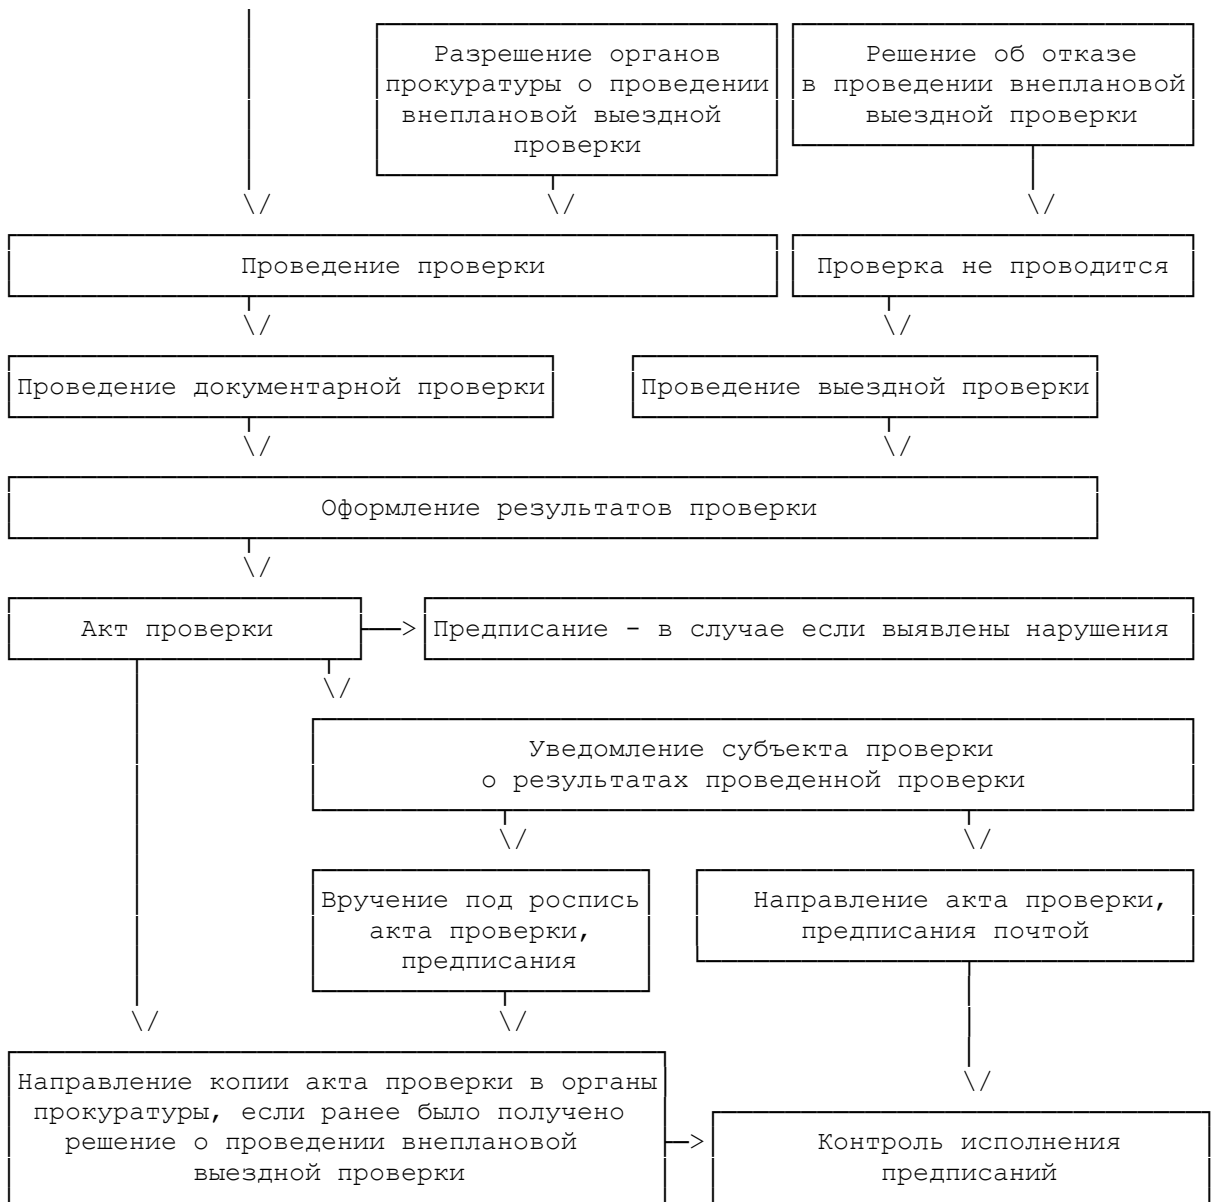 Разрешение органов
прокуратуры о проведении
внеплановой выездной
проверки
Решение об отказе
в проведении внеплановой
выездной проверки
Проведение проверки
Проверка не проводится
Проведение документарной проверки
Проведение выездной проверки
Оформление результатов проверки
Акт проверки
Предписание - в случае если выявлены нарушения
Уведомление субъекта проверки
о результатах проведенной проверки
Вручение под роспись
акта проверки,
предписания
Направление акта проверки,
предписания почтой
Направление копии акта проверки в органы
прокуратуры, если ранее было получено
решение о проведении внеплановой
выездной проверки
Контроль исполнения
предписаний